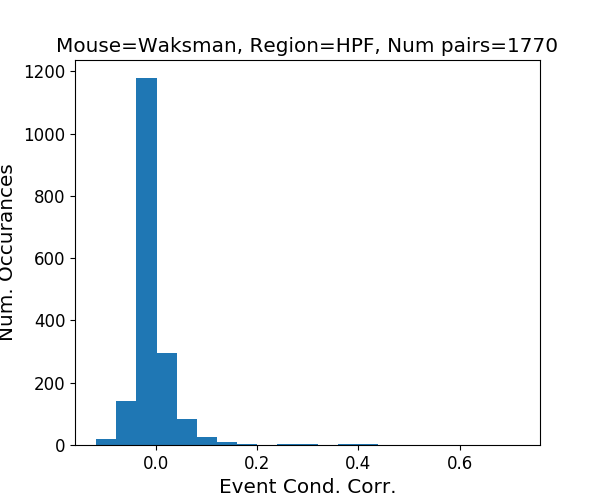 Mouse=Waksman, Region=HPF, Num pairs=1770
1200
1000
800
600
400
200
0
Num. Occurances
0.0 0.2 0.4 0.6
Event Cond. Corr.